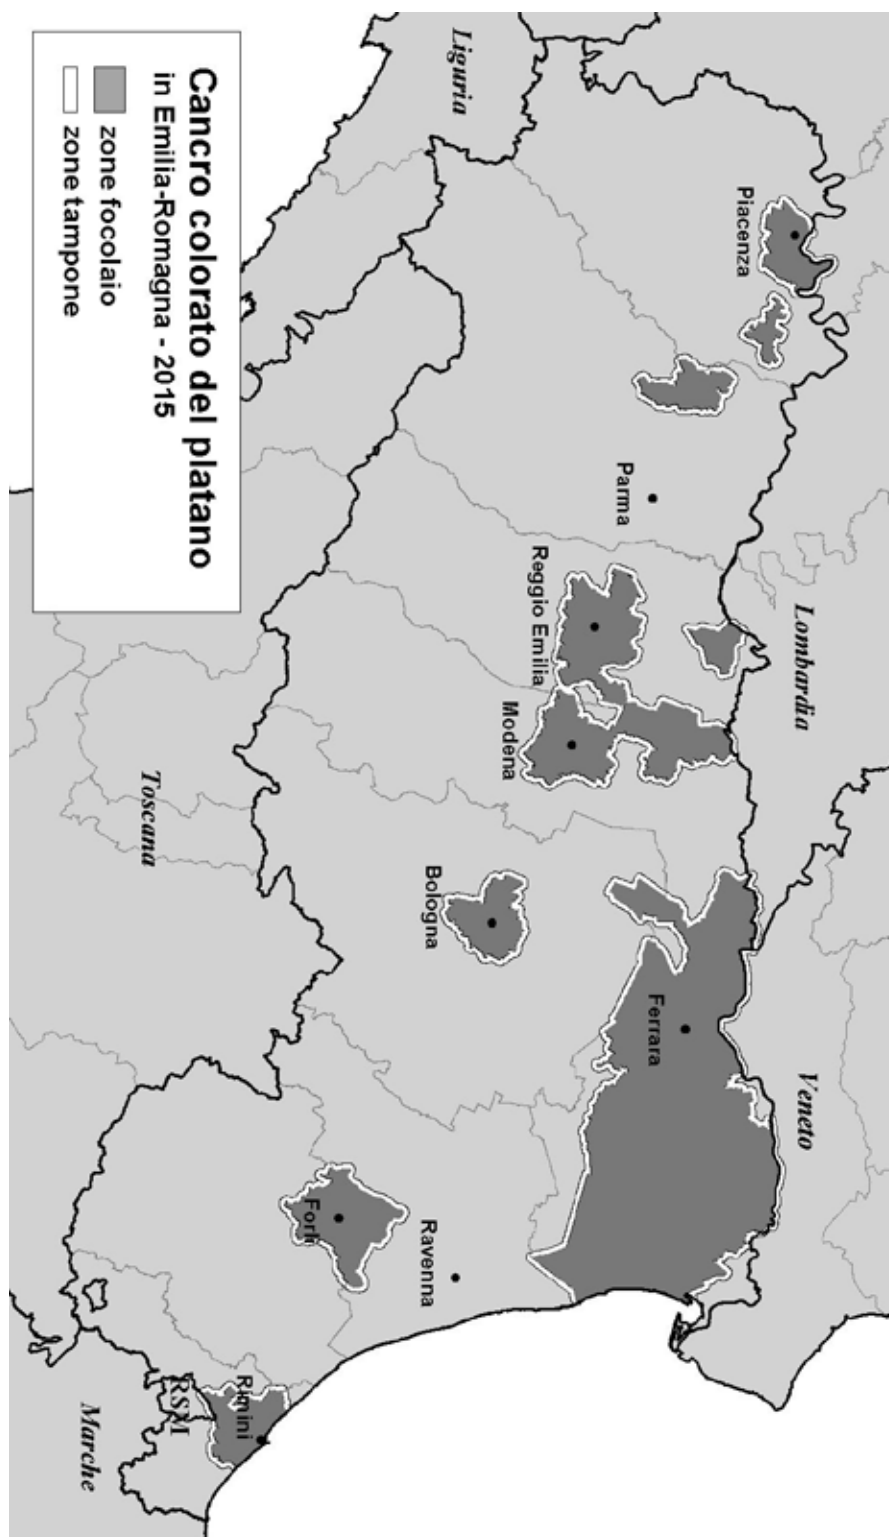 Liguria
Piacenza
Parma
Lombardia
Reggio Emilia
Modena
Bologna
Ferrara
Veneto
Toscana
Forlì
Ravenna
Rimini
RSM
Marche
Cancro colorato del platano
in Emilia-Romagna - 2015
zone focolaio
zone tampone